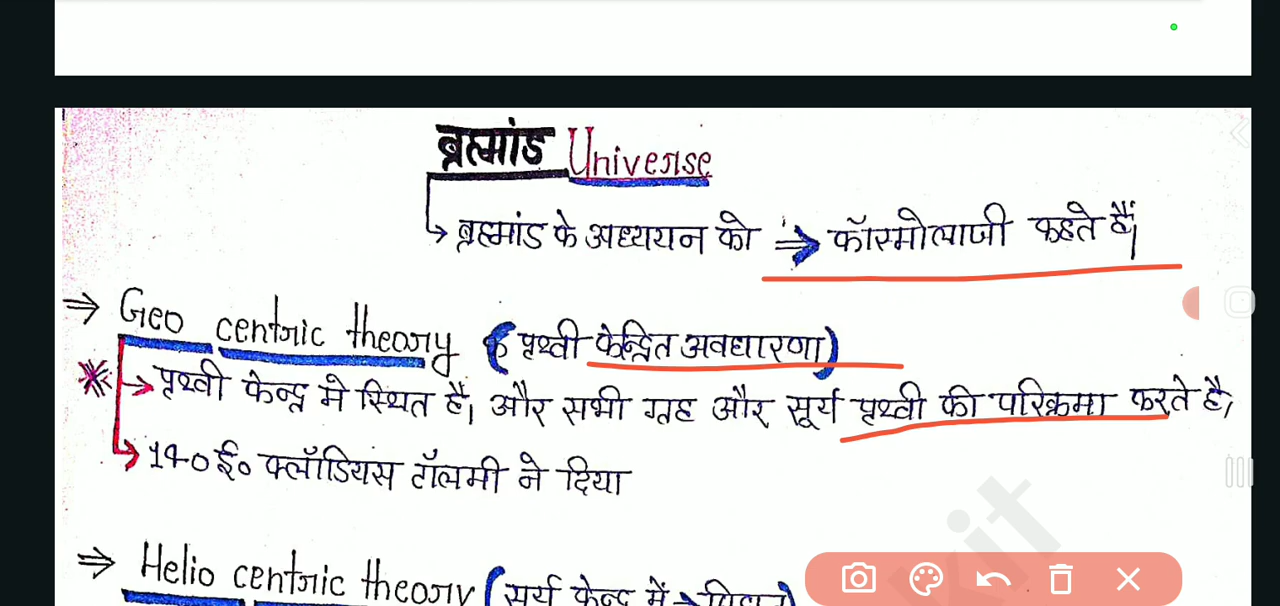 ब्रह्मांड Universe
ब्रह्मांड के अध्ययन को ⇒ कॉस्मोलाजी कहते हैं|
⇒ Geo centric theory ( पृथ्वी केन्द्रित अवधारणा)
पृथ्वी केन्द्र मे स्थित है| और सभी ग्रह और सूर्य पृथ्वी की परिक्रमा करते है|
140 ई० क्लॉडियस टॉलमी ने दिया
⇒ Helio centric theory (सूर्य केन्द्र में
kit